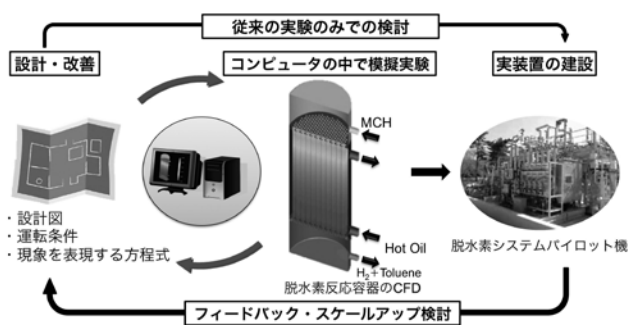 従来の実験のみでの検討
設計・改善
コンピュータの中で模擬実験
実装置の建設
MCH
Hot Oil
H₂+Toluene
脱水素反応容器のCFD
・設計図
・運転条件
・現象を表現する方程式
脱水素システムパイロット機
フィードバック・スケールアップ検討